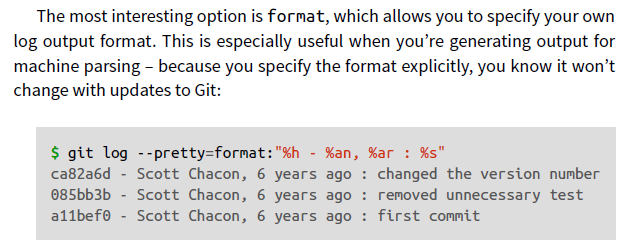 The most interesting option is format, which allows you to specify your own
log output format. This is especially useful when you’re generating output for
machine parsing – because you specify the format explicitly, you know it won’t
change with updates to Git:
$ git log --pretty=format:"%h - %an, %ar : %s"
ca82a6d - Scott Chacon, 6 years ago : changed the version number
085bb3b - Scott Chacon, 6 years ago : removed unnecessary test
a11bef0 - Scott Chacon, 6 years ago : first commit